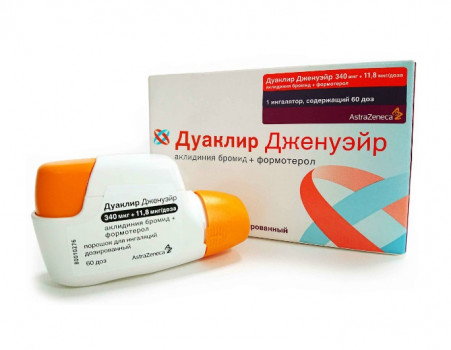 Дуаклир Дженуэйр 340 мкг + 11,8 мкг/доза
аклидиния бромид + формотерол
1 ингалятор, содержащий 60 доз
AstraZeneca
Дуаклир Дженуэйр
аклидиния бромид + формотерол
Дуаклир Дженуэйр
340 мкг + 11,8 мкг/доза
аклидиния бромид +
формотерол
порошок для ингаляций
дозированный
60 доз
AstraZeneca
80010276